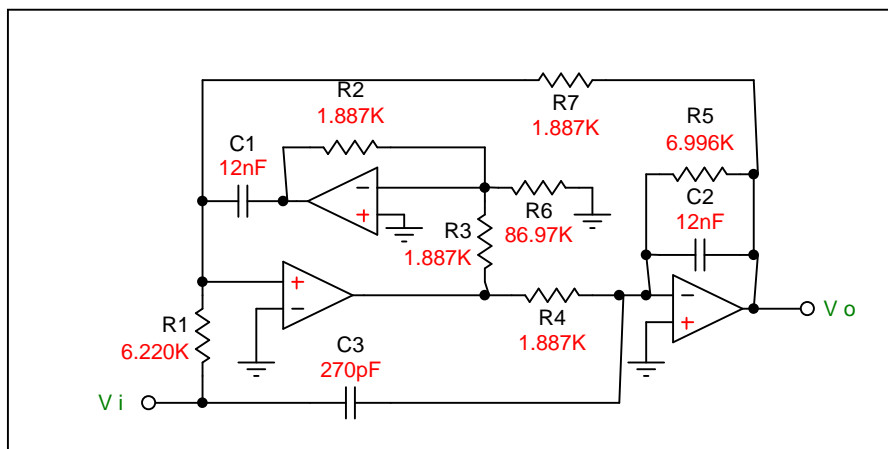 R2
1.887K
R7
1.887K
R5
6.996K
C1
12nF
C2
12nF
−
+
R6
86.97K
R3
1.887K
+
−
R4
1.887K
−
+
V o
R1
6.220K
C3
270pF
V i